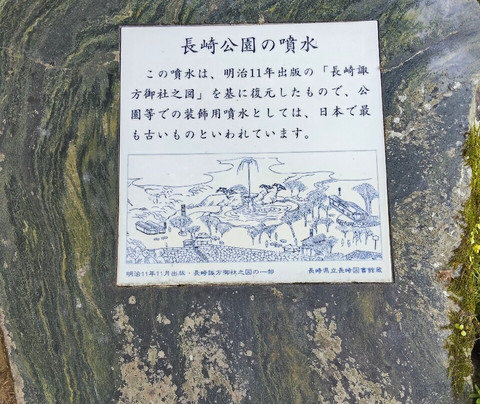 長崎公園の噴水
この噴水は、明治11年出版の「長崎諏
方御社之図」を基に復元したもので、公
園等での装飾用噴水としては、日本で最
も古いものといわれています。
明治11年11月出版・長崎諏方御社之図の一部
長崎県立長崎図書館蔵